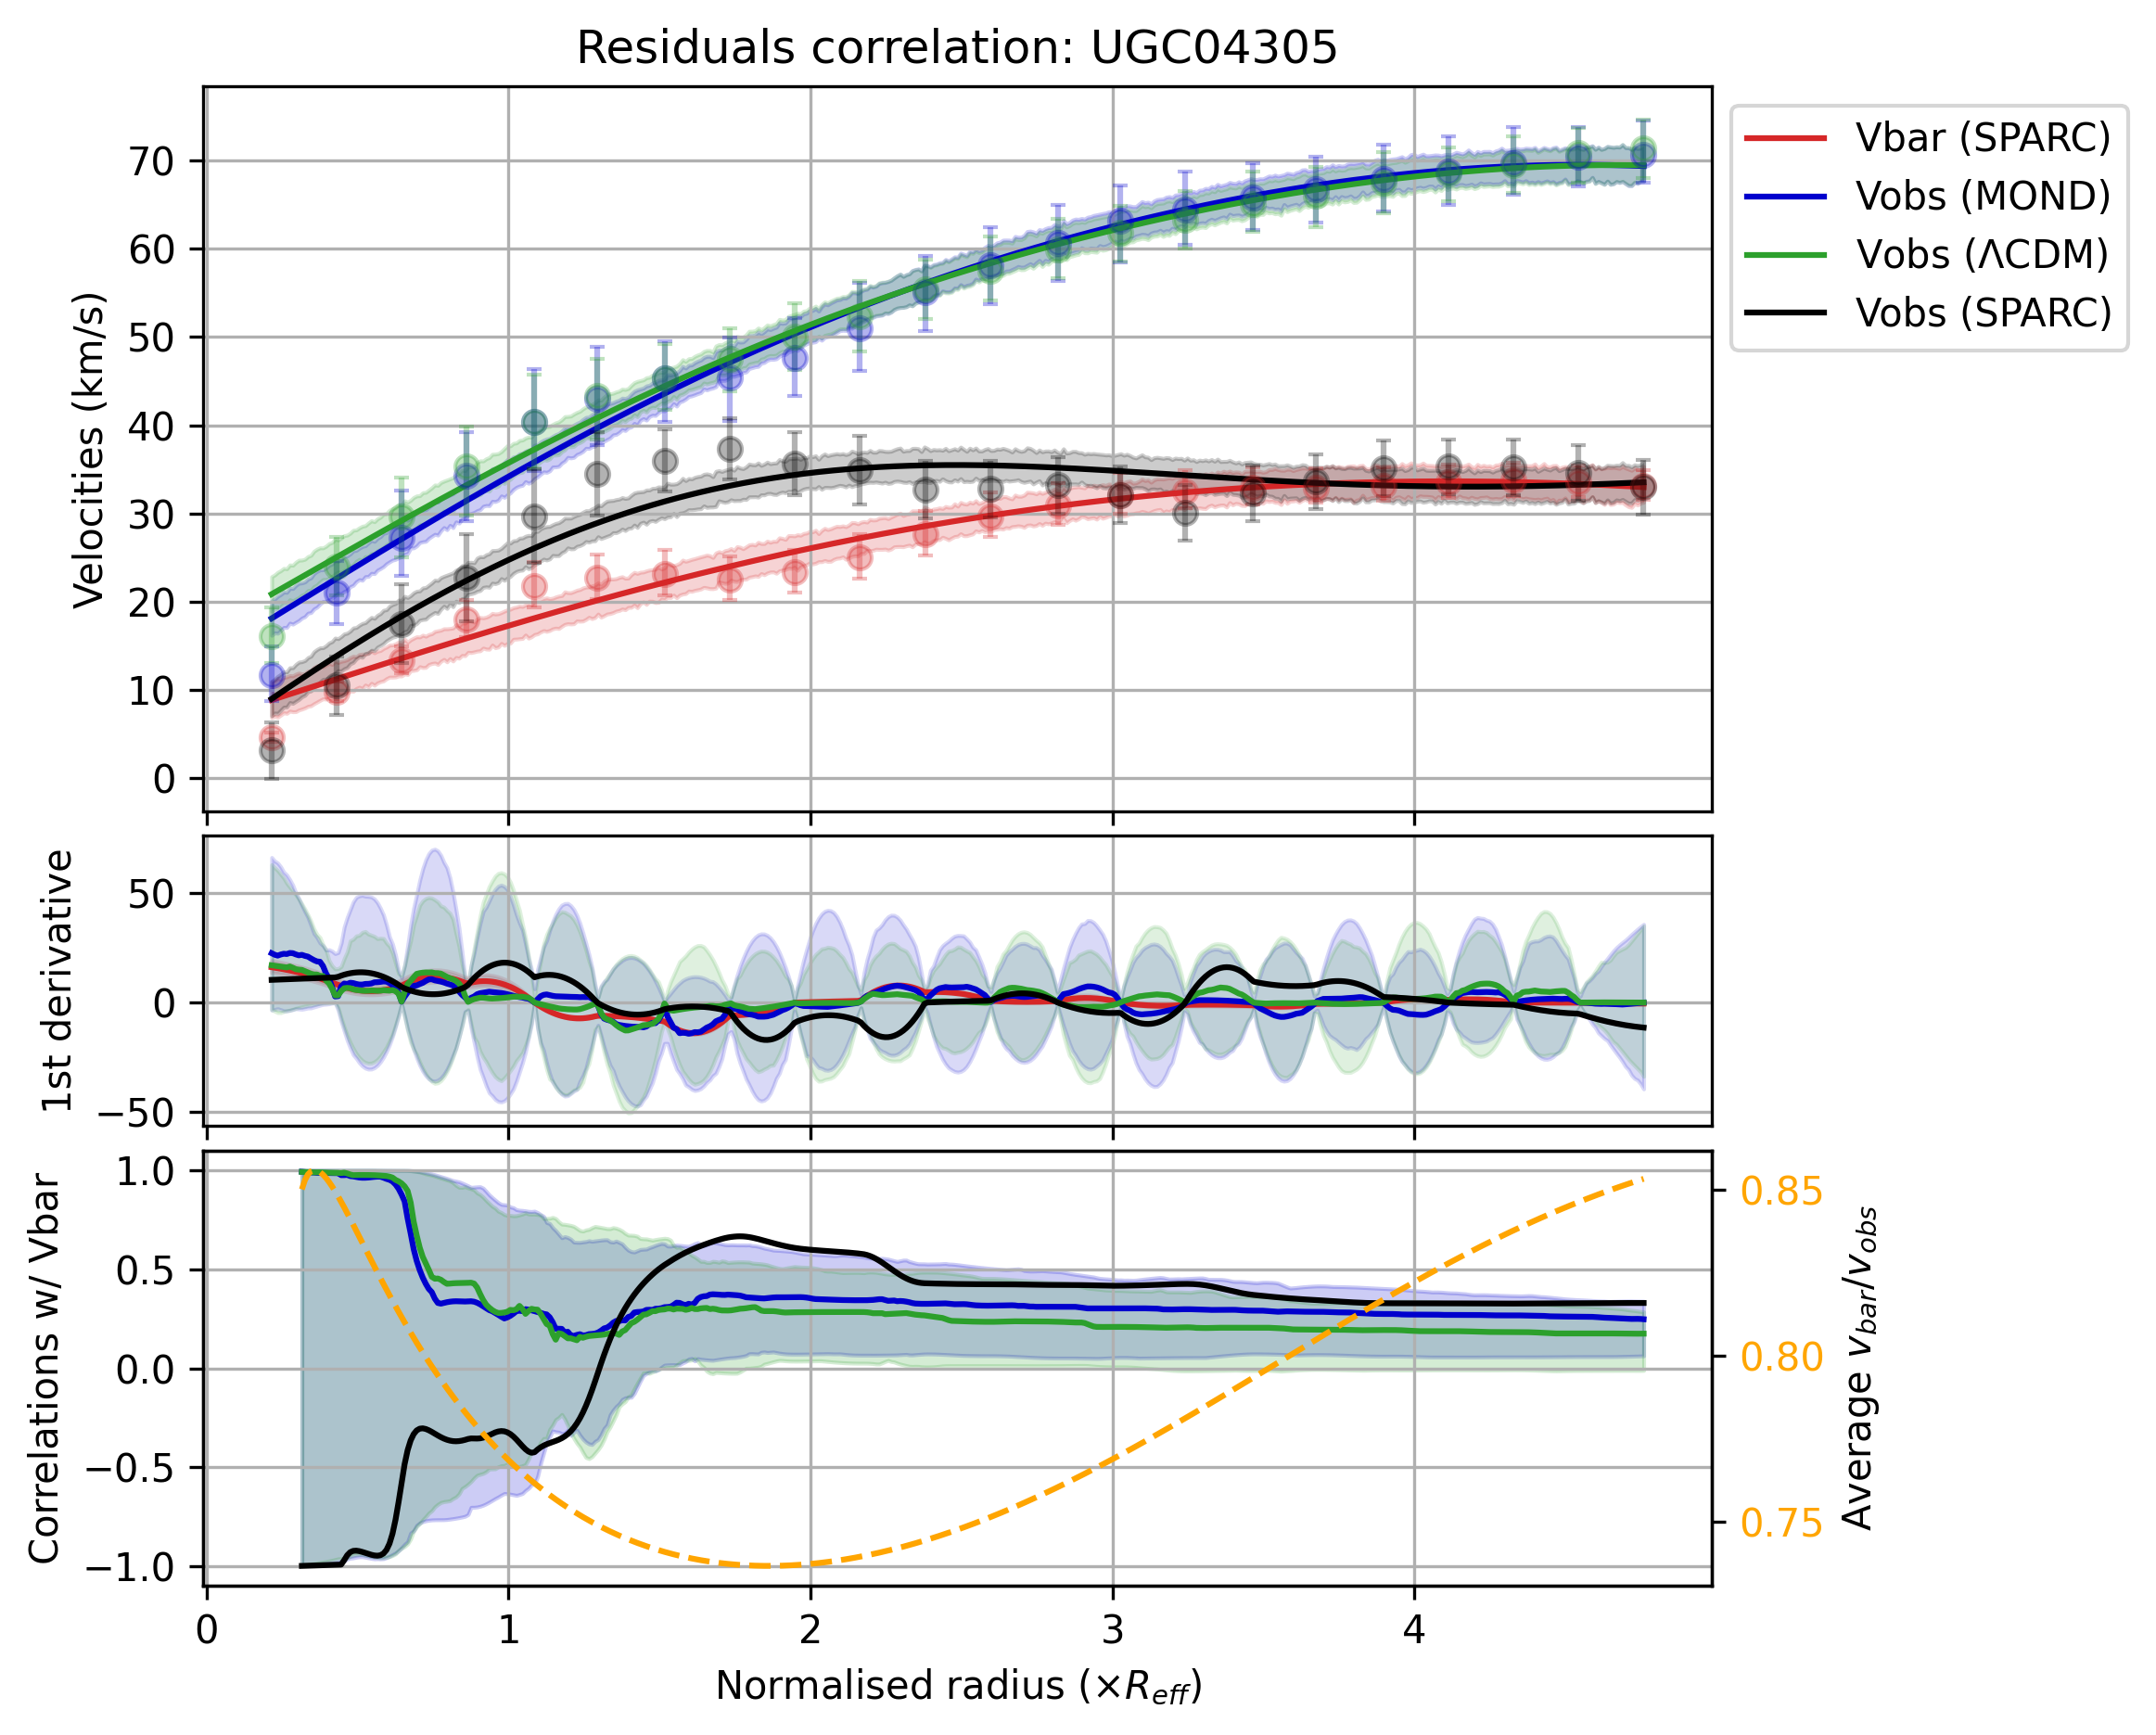 Residuals correlation: UGC04305
Vbar (SPARC)
Vobs (MOND)
Vobs (ΛCDM)
Vobs (SPARC)
Velocities (km/s)
70
60
50
40
30
20
10
0
1st derivative
50
0
−50
Correlations w/ Vbar
1.0
0.5
0.0
−0.5
−1.0
0.85
0.80
0.75
Average v_bar/v_obs
0 1 2 3 4
Normalised radius (×R_eff)